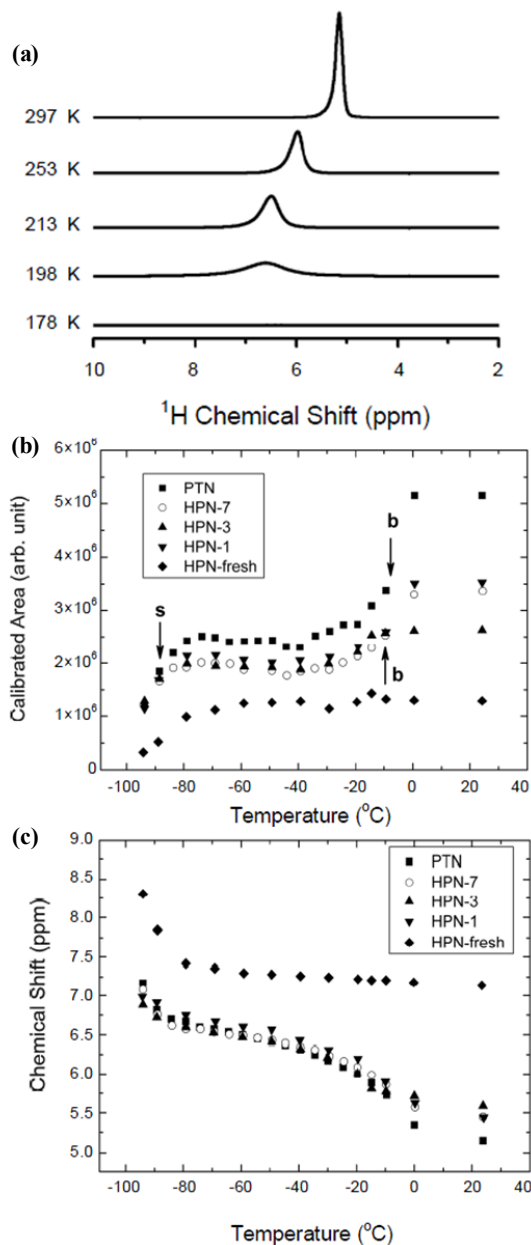 (a)
297 K
253 K
213 K
198 K
178 K
10 8 6 4 2
¹H Chemical Shift (ppm)
(b)
6×10⁶
5×10⁶
4×10⁶
3×10⁶
2×10⁶
1×10⁶
0
Calibrated Area (arb. unit)
PTN
HPN-7
HPN-3
HPN-1
HPN-fresh
b
s
b
-100 -80 -60 -40 -20 0 20 40
Temperature (°C)
(c)
9.0
8.5
8.0
7.5
7.0
6.5
6.0
5.5
5.0
Chemical Shift (ppm)
PTN
HPN-7
HPN-3
HPN-1
HPN-fresh
-100 -80 -60 -40 -20 0 20 40
Temperature (°C)